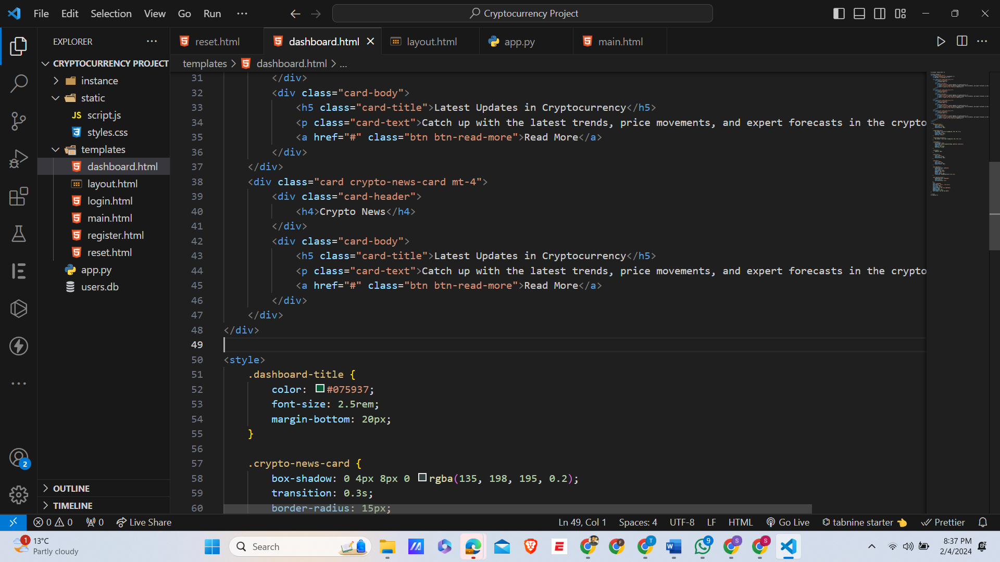 File Edit Selection View Go Run ···
Cryptocurrency Project
EXPLORER ···
reset.html
dashboard.html
layout.html
app.py
main.html
CRYPTOCURRENCY PROJECT
instance
static
JS script.js
styles.css
templates
dashboard.html
layout.html
login.html
main.html
register.html
reset.html
app.py
users.db
OUTLINE
TIMELINE
2
templates > dashboard.html > ...
31 </div>
32 <div class="card-body">
33 <h5 class="card-title">Latest Updates in Cryptocurrency</h5>
34 <p class="card-text">Catch up with the latest trends, price movements, and expert forecasts in the crypto
35 <a href="#" class="btn btn-read-more">Read More</a>
36 </div>
37 </div>
38 <div class="card crypto-news-card mt-4">
39 <div class="card-header">
40 <h4>Crypto News</h4>
41 </div>
42 <div class="card-body">
43 <h5 class="card-title">Latest Updates in Cryptocurrency</h5>
44 <p class="card-text">Catch up with the latest trends, price movements, and expert forecasts in the crypto
45 <a href="#" class="btn btn-read-more">Read More</a>
46 </div>
47 </div>
48 </div>
49
50 <style>
51 .dashboard-title {
52 color: #075937;
53 font-size: 2.5rem;
54 margin-bottom: 20px;
55 }
56
57 .crypto-news-card {
58 box-shadow: 0 4px 8px 0 rgba(135, 198, 195, 0.2);
59 transition: 0.3s;
60 border-radius: 15px;
0 0 0 Live Share
Ln 49, Col 1 Spaces: 4 UTF-8 LF HTML Go Live tabnine starter Prettier
1
13°C
Partly cloudy
Search
F
T
W
9
S
S
8:37 PM
2/4/2024